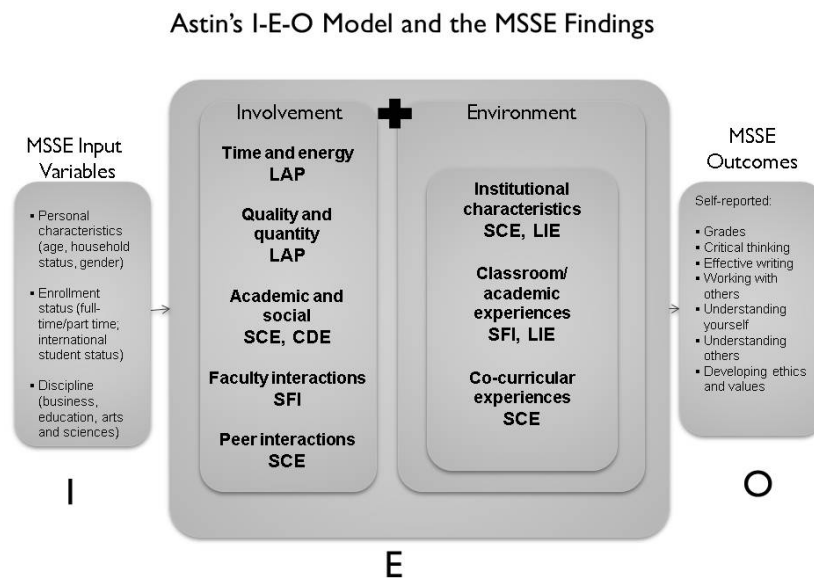 Astin's I-E-O Model and the MSSE Findings
MSSE Input
Variables
▪ Personal
characteristics
(age, household
status, gender)
▪ Enrollment
status (full-
time/part time;
international
student status)
▪ Discipline
(business,
education, arts
and sciences)
I
Involvement
Time and energy
LAP
Quality and
quantity
LAP
Academic and
social
SCE, CDE
Faculty interactions
SFI
Peer interactions
SCE
Environment
Institutional
characteristics
SCE, LIE
Classroom/
academic
experiences
SFI, LIE
Co-curricular
experiences
SCE
E
MSSE
Outcomes
Self-reported:
▪ Grades
▪ Critical thinking
▪ Effective writing
▪ Working with
others
▪ Understanding
yourself
▪ Understanding
others
▪ Developing ethics
and values
O